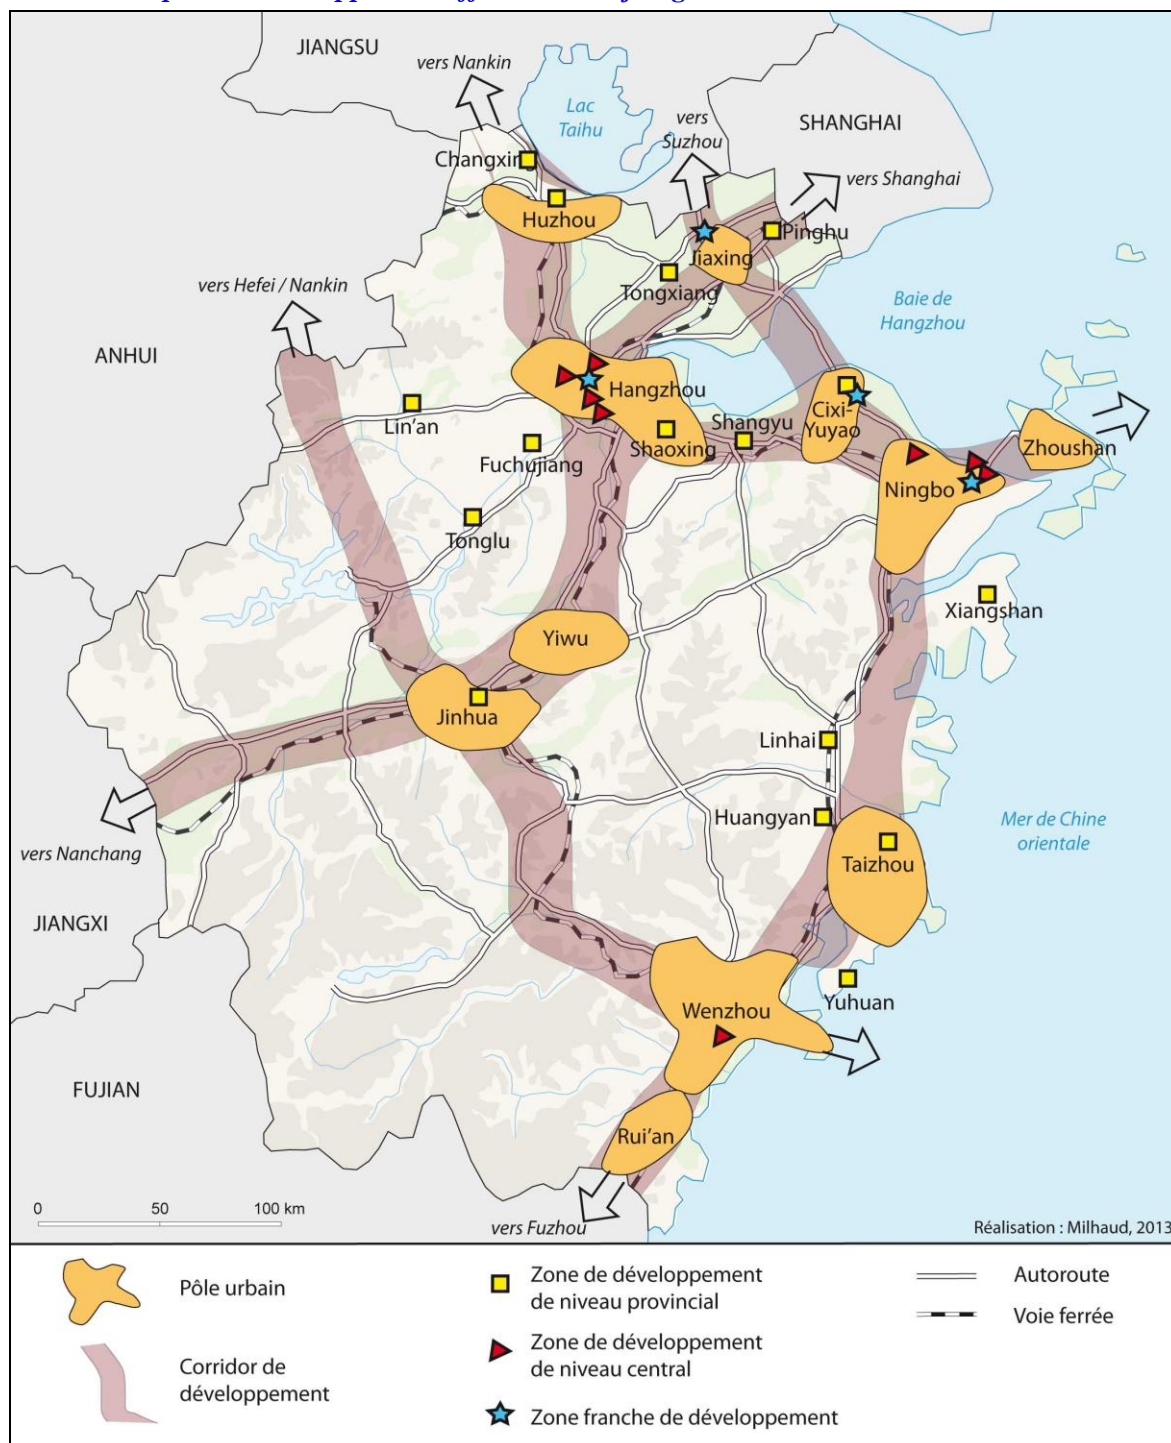 JIANGSU
vers Nankin
Lac
Taihu
vers
Suzhou
SHANGHAI
vers Shanghai
Changxing
Huzhou
Jiaxing
Pinghu
Tongxiang
vers Hefei / Nankin
Baie de
Hangzhou
ANHUI
Hangzhou
Lin'an
Shaoxing
Shangyu
Cixi-
Yuyao
Zhoushan
Fuchujiang
Ningbo
Tonglu
Xiangshan
Yiwu
Jinhua
Linhai
Huangyan
Mer de Chine
orientale
vers Nanchang
Taizhou
JIANGXI
Yuhuan
Wenzhou
FUJIAN
Rui'an
0 50 100 km
vers Fuzhou
Réalisation : Milhaud, 2013
Pôle urbain
Corridor de
développement
Zone de développement
de niveau provincial
Zone de développement
de niveau central
Zone franche de développement
Autoroute
Voie ferrée